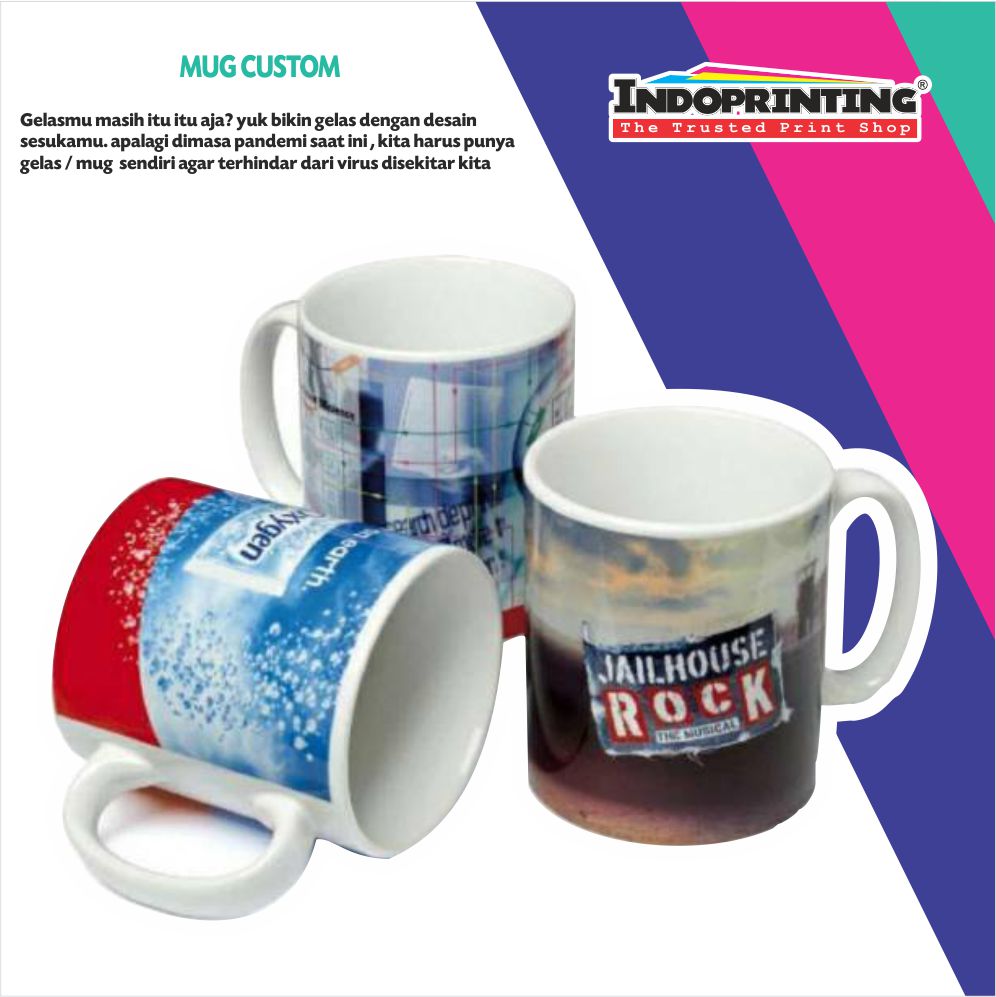 MUG CUSTOM
Gelasmu masih itu itu aja? yuk bikin gelas dengan desain
sesukamu. apalagi dimasa pandemi saat ini , kita harus punya
gelas / mug sendiri agar terhindar dari virus disekitar kita
INDOPRINTING®
The Trusted Print Shop
earth.
JAILHOUSE
ROCK
THE MUSICAL